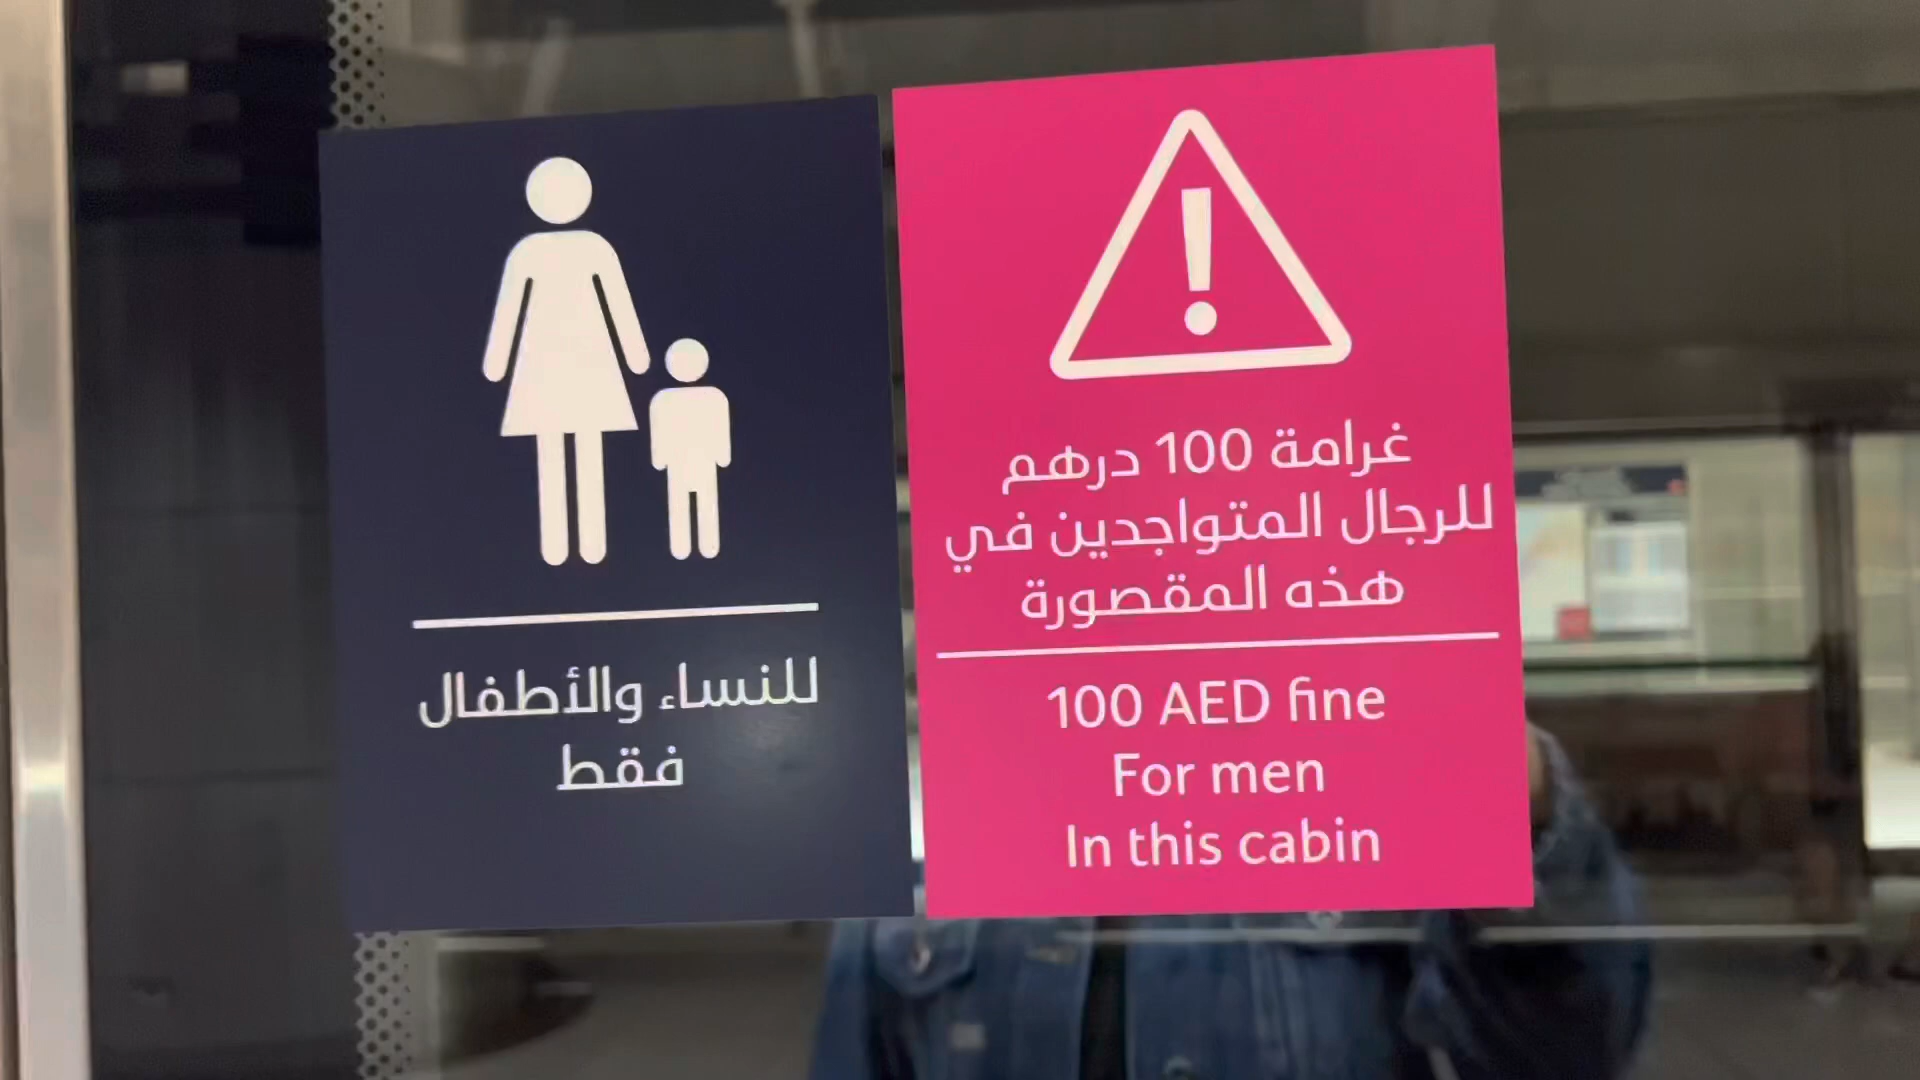 للنساء والأطفال
فقط
غرامة 100 درهم
للرجال المتواجدين في
هذه المقصورة
100 AED fine
For men
In this cabin